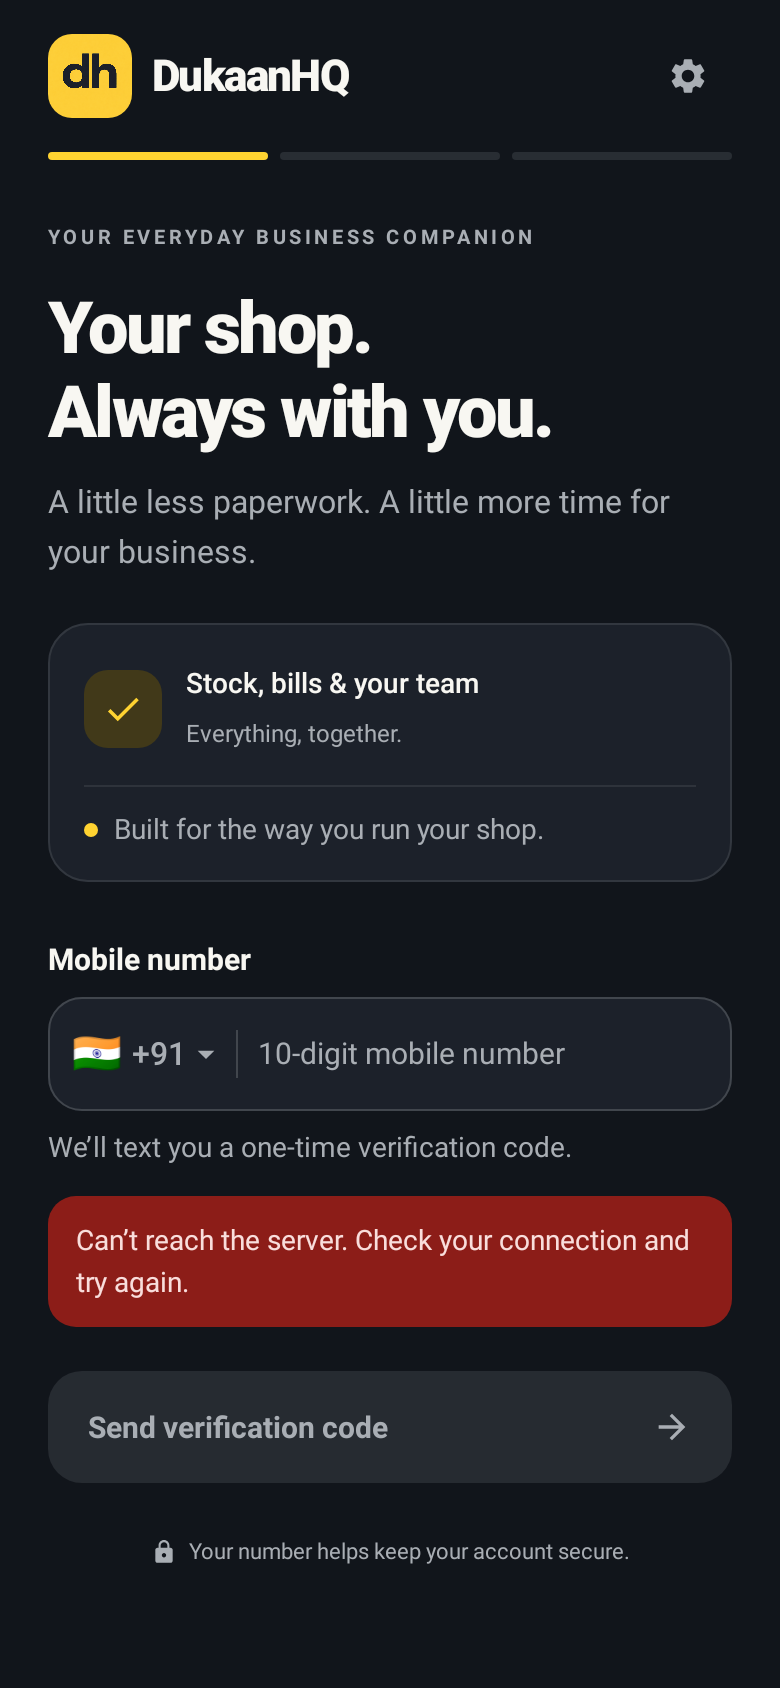 dh DukaanHQ
YOUR EVERYDAY BUSINESS COMPANION
Your shop.
Always with you.
A little less paperwork. A little more time for
your business.
Stock, bills & your team
Everything, together.
Built for the way you run your shop.
Mobile number
+91 10-digit mobile number
We’ll text you a one-time verification code.
Can’t reach the server. Check your connection and
try again.
Send verification code
Your number helps keep your account secure.